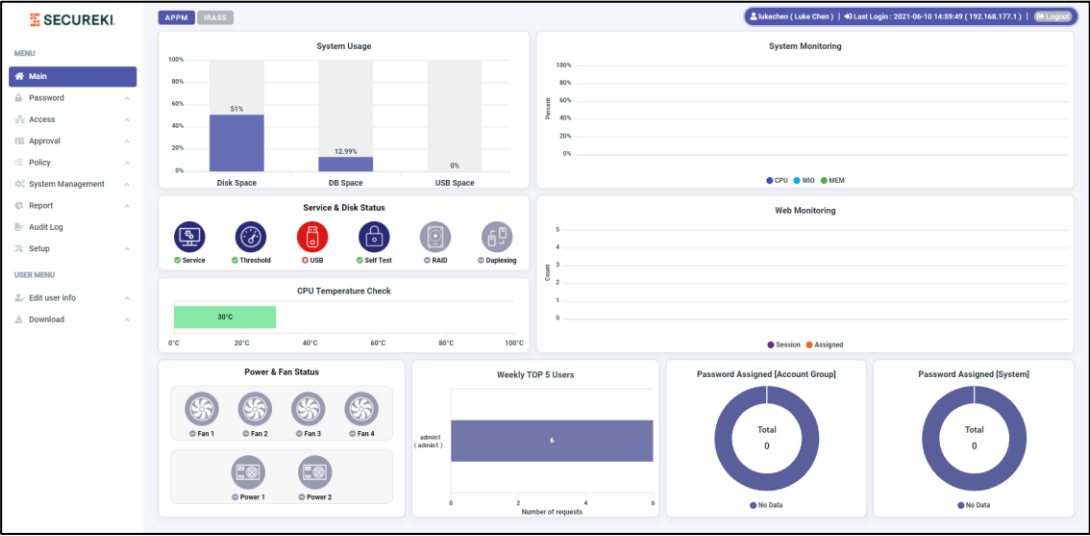 SECUREKI.
APPM
IRASS
lukechen ( Luke Chen ) | Last Login : 2021-06-10 14:59:49 ( 192.168.177.1 ) | Logout
MENU
Main
Password
Access
Approval
Policy
System Management
Report
Audit Log
Setup
USER MENU
Edit user info
Download
System Usage
100%
80%
60%
40%
20%
0%
51%
12.99%
0%
Disk Space
DB Space
USB Space
System Monitoring
Percent
100%
80%
60%
40%
20%
0%
CPU
WIO
MEM
Service & Disk Status
Service
Threshold
USB
Self Test
RAID
Duplexing
Web Monitoring
Count
5
4
3
2
1
0
Session
Assigned
CPU Temperature Check
30°C
0°C
20°C
40°C
60°C
80°C
100°C
Power & Fan Status
Fan 1
Fan 2
Fan 3
Fan 4
Power 1
Power 2
Weekly TOP 5 Users
admin1
( admin1 )
6
0
2
4
6
Number of requests
Password Assigned [Account Group]
Total
0
No Data
Password Assigned [System]
Total
0
No Data